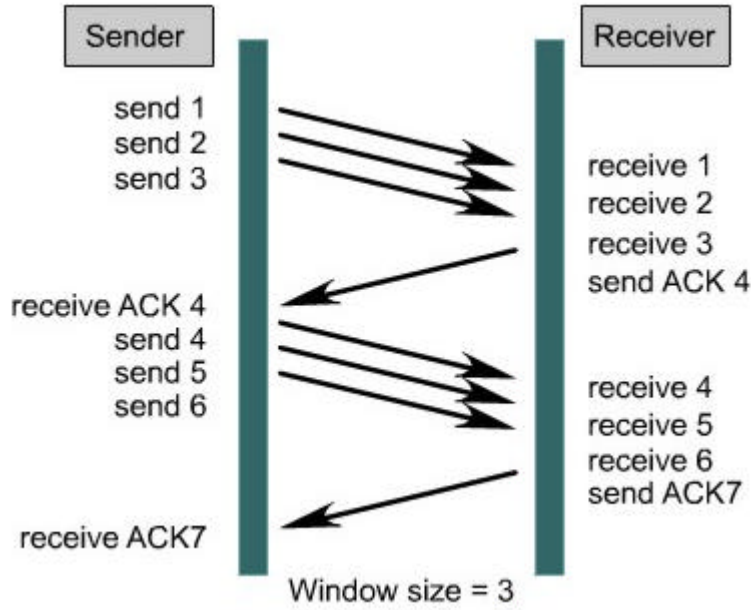 Sender
Receiver
send 1
send 2
send 3
receive 1
receive 2
receive 3
send ACK 4
receive ACK 4
send 4
send 5
send 6
receive 4
receive 5
receive 6
send ACK7
receive ACK7
Window size = 3